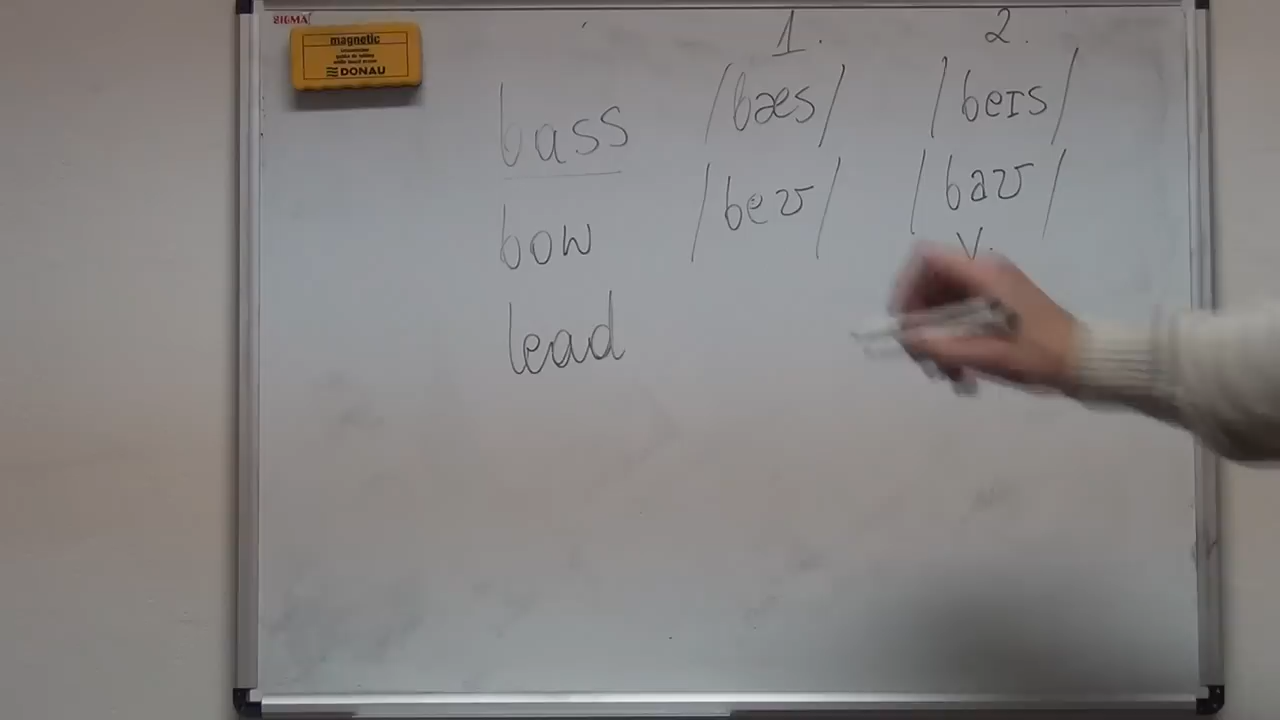 SIGMA
magnetic
DONAU
1. 2.
bass /bæs/ /beɪs/
bow /beʊ/ /baʊ/
v.
lead